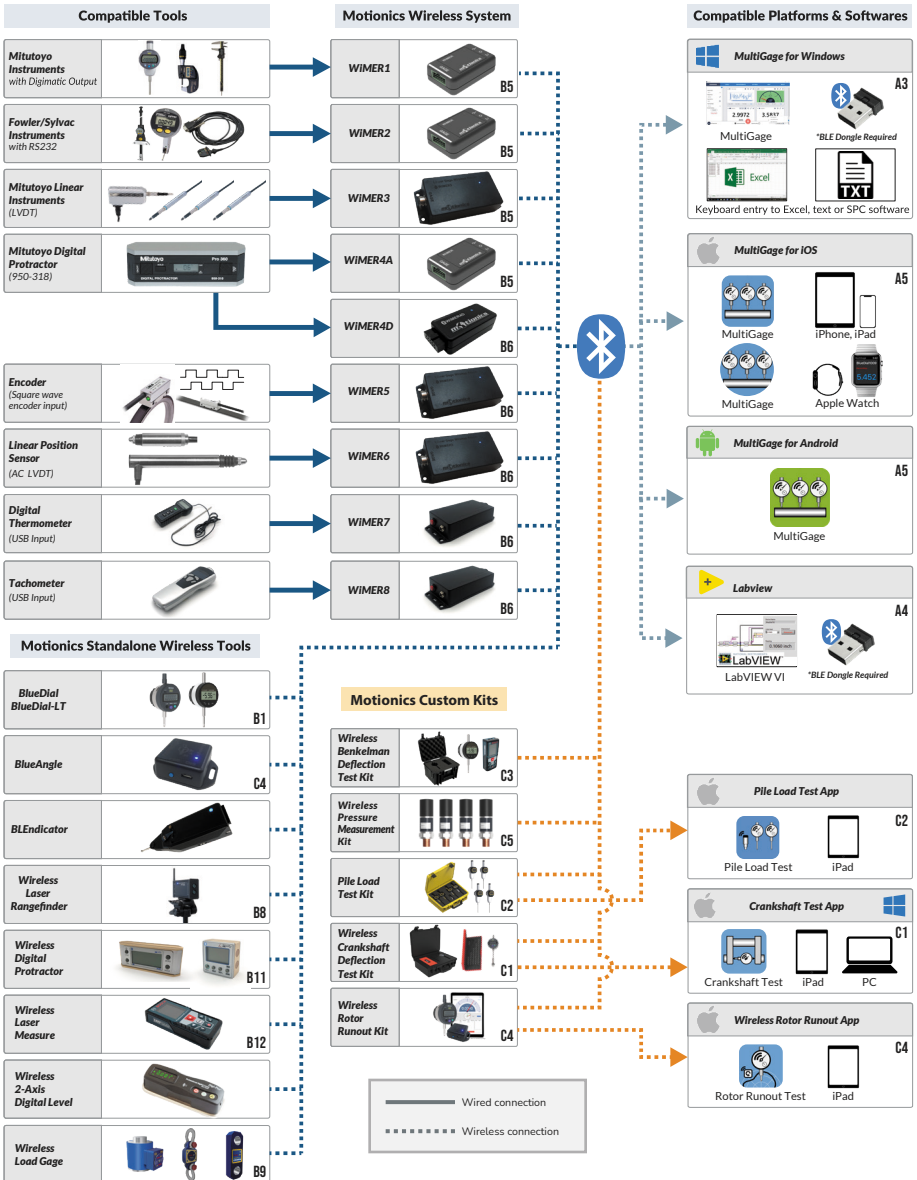 Compatible Tools
Mitutoyo
Instruments
with Digimatic Output
Fowler/Sylvac
Instruments
with RS232
Mitutoyo Linear
Instruments
(LVDT)
Mitutoyo Digital
Protractor
(950-318)
Mitutoyo
Pro 360
DIGITAL PROTRACTOR
Encoder
(Square wave
encoder input)
Linear Position
Sensor
(AC LVDT)
Digital
Thermometer
(USB Input)
Tachometer
(USB Input)
Motionics Wireless System
WiMER1
B5
WiMER2
B5
WiMER3
B5
WiMER4A
B5
WiMER4D
motionics
B6
WiMER5
B6
WiMER6
B6
WiMER7
B6
WiMER8
B6
Motionics Standalone Wireless Tools
BlueDial
BlueDial-LT
B1
BlueAngle
C4
BLEndicator
Wireless
Laser
Rangefinder
B8
Wireless
Digital
Protractor
B11
Wireless
Laser
Measure
B12
Wireless
2-Axis
Digital Level
Wireless
Load Gage
B9
Motionics Custom Kits
Wireless
Benkelman
Deflection
Test Kit
C3
Wireless
Pressure
Measurement
Kit
C5
Pile Load
Test Kit
C2
Wireless
Crankshaft
Deflection
Test Kit
C1
Wireless
Rotor
Runout Kit
C4
Wired connection
Wireless connection
Compatible Platforms & Softwares
MultiGage for Windows
A3
2.9972
3.5837
MultiGage
*BLE Dongle Required
Excel
TXT
Keyboard entry to Excel, text or SPC software
MultiGage for iOS
A5
MultiGage
iPhone, iPad
5.452
MultiGage
Apple Watch
MultiGage for Android
A5
MultiGage
Labview
A4
LabVIEW
LabVIEW VI
*BLE Dongle Required
Pile Load Test App
C2
Pile Load Test
iPad
Crankshaft Test App
C1
Crankshaft Test
iPad
PC
Wireless Rotor Runout App
C4
Rotor Runout Test
iPad